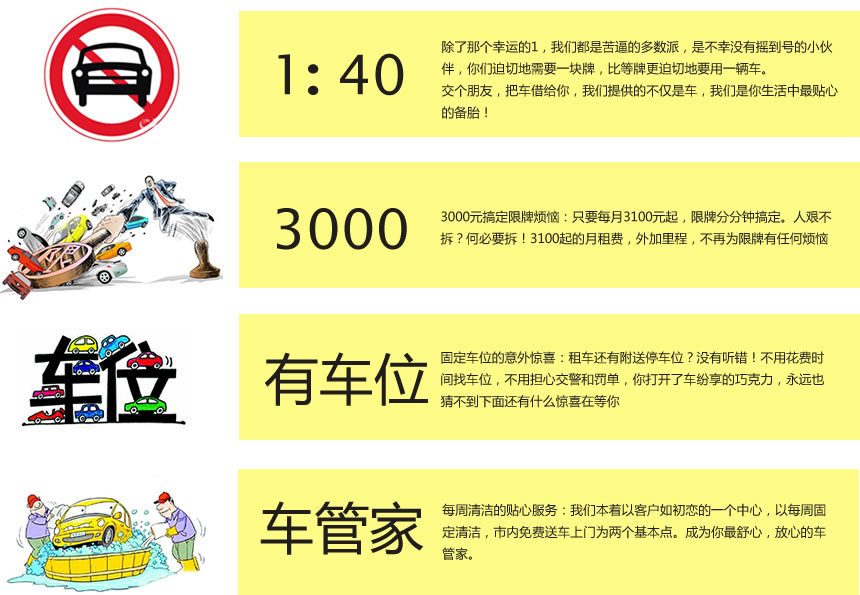 1: 40
除了那个幸运的1，我们都是苦逼的多数派，是不幸没有摇到号的小伙
伴，你们迫切地需要一块牌，比等牌更迫切地要用一辆车。
交个朋友，把车借给你，我们提供的不仅是车，我们是你生活中最贴心
的备胎！
3000
3000元搞定限牌烦恼：只要每月3100元起，限牌分分钟搞定。人艰不
拆？何必要拆！3100起的月租费，外加里程，不再为限牌有任何烦恼
车位
有车位
固定车位的意外惊喜：租车还有附送停车位？没有听错！不用花费时
间找车位，不用担心交警和罚单，你打开了车纷享的巧克力，永远也
猜不到下面还有什么惊喜在等你
车管家
每周清洁的贴心服务：我们本着以客户如初恋的一个中心，以每周固
定清洁，市内免费送车上门为两个基本点。成为你最舒心，放心的车
管家。